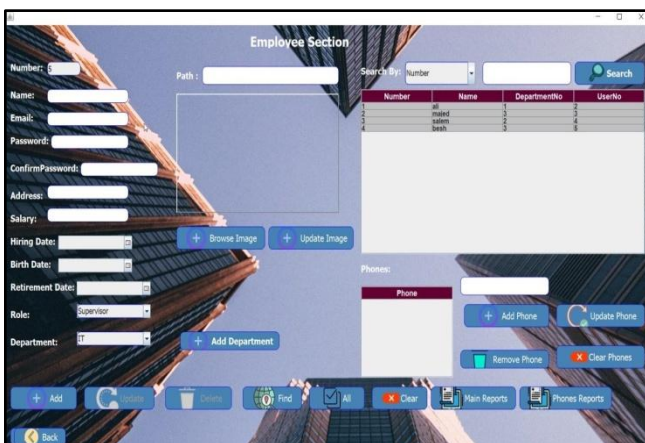 Employee Section
Number: 5
Path :
Search By: Number
Search
Name:
Email:
Password:
ConfirmPassword:
Address:
Salary:
Hiring Date:
Birth Date:
Retirement Date:
Role: Supervisor
Department: IT
Number Name DepartmentNo UserNo
1 ali 1 2
2 majed 3 3
3 salem 2 4
4 besh 3 5
Browse Image
Update Image
Add Department
Phones:
Phone
Add Phone
Update Phone
Remove Phone
Clear Phones
Add
Update
Delete
Find
All
Clear
Main Reports
Phones Reports
Back